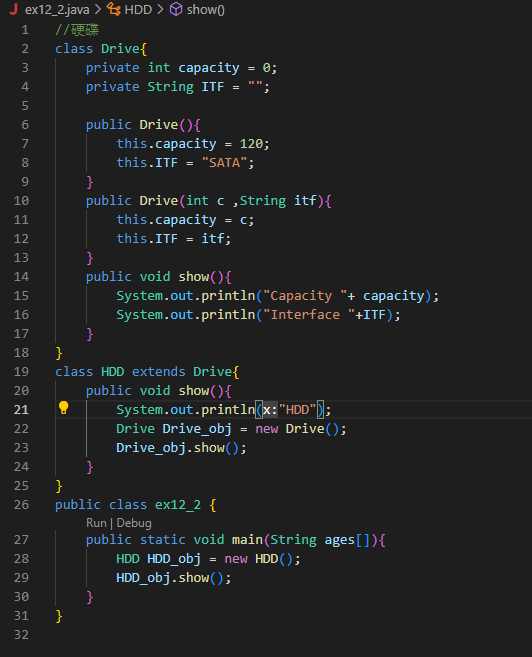 J ex12_2.java > HDD > show()
1 //硬碟
2 class Drive{
3     private int capacity = 0;
4     private String ITF = "";
5
6     public Drive(){
7         this.capacity = 120;
8         this.ITF = "SATA";
9     }
10     public Drive(int c ,String itf){
11         this.capacity = c;
12         this.ITF = itf;
13     }
14     public void show(){
15         System.out.println("Capacity "+ capacity);
16         System.out.println("Interface "+ITF);
17     }
18 }
19 class HDD extends Drive{
20     public void show(){
21         System.out.println(x:"HDD");
22         Drive Drive_obj = new Drive();
23         Drive_obj.show();
24     }
25 }
26 public class ex12_2 {
Run | Debug
27     public static void main(String ages[]){
28         HDD HDD_obj = new HDD();
29         HDD_obj.show();
30     }
31 }
32